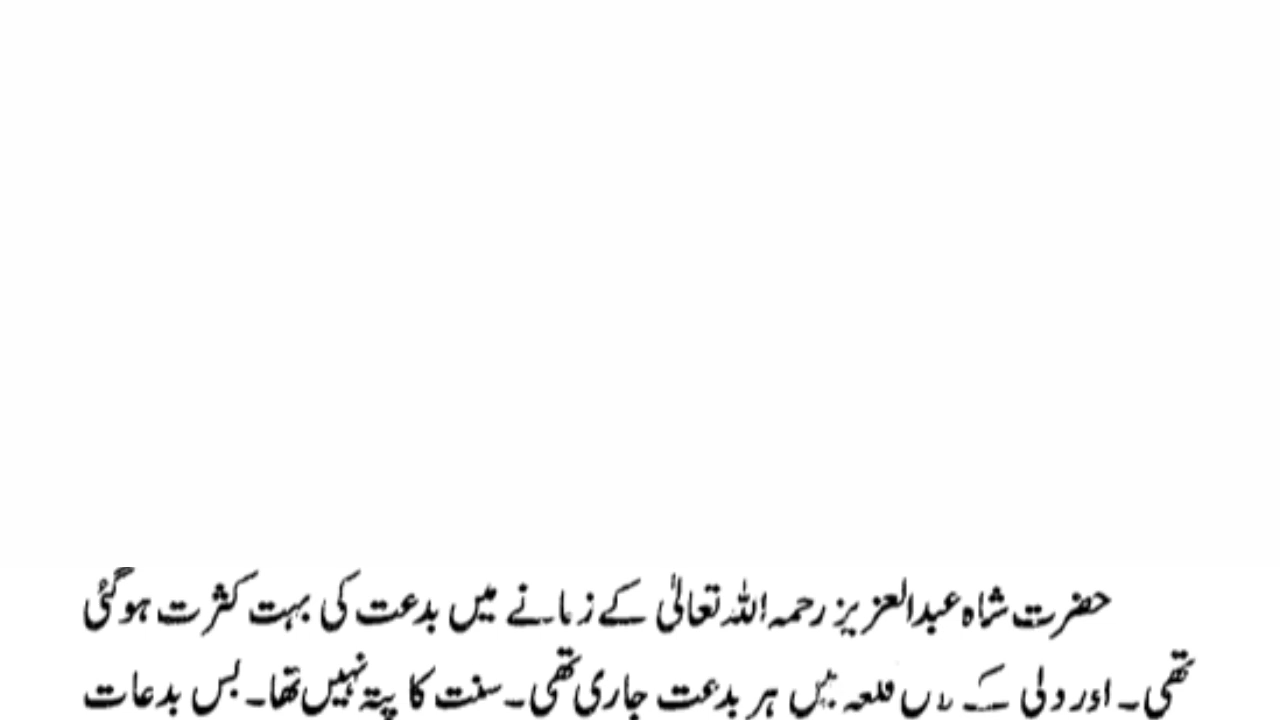 حضرت شاہ عبدالعزیز رحمہ اللہ تعالیٰ کے زمانے میں بدعت کی بہت کثرت ہوگئی
تھی۔ اور دلی کے قلعہ میں ہر بدعت جاری تھی۔ سنت کا پتہ نہیں تھا۔ بس بدعات